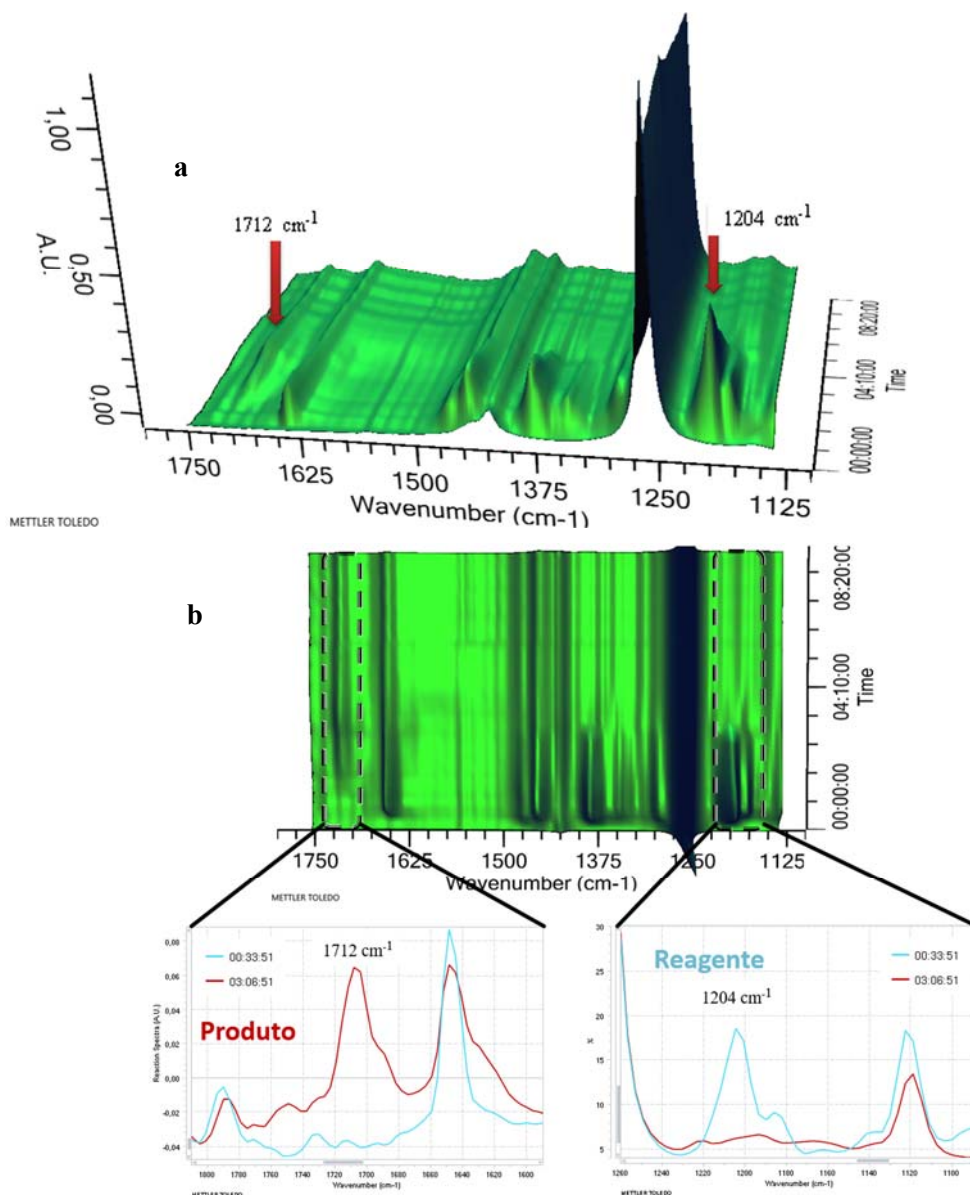 1,00
0,50
0,00
A.U.
a
1712 cm-1
1204 cm-1
08:20:00
04:10:00
00:00:00
Time
1750
1625
1500
1375
1250
1125
Wavenumber (cm-1)
METTLER TOLEDO
b
08:20:00
04:10:00
00:00:00
Time
1750
1625
1500
1375
1250
1125
Wavenumber (cm-1)
METTLER TOLEDO
0,08
0,06
0,04
0,02
0,00
-0,02
-0,04
Reaction Spectra (A.U.)
00:33:51
03:06:51
1712 cm-1
Produto
1800
1780
1760
1740
1720
1700
1680
1660
1640
1620
1600
Wavenumber (cm-1)
METTLER TOLEDO
30
25
20
15
10
5
%
Reagente
1204 cm-1
00:33:51
03:06:51
1260
1240
1220
1200
1180
1160
1140
1120
1100
Wavenumber (cm-1)
METTLER TOLEDO